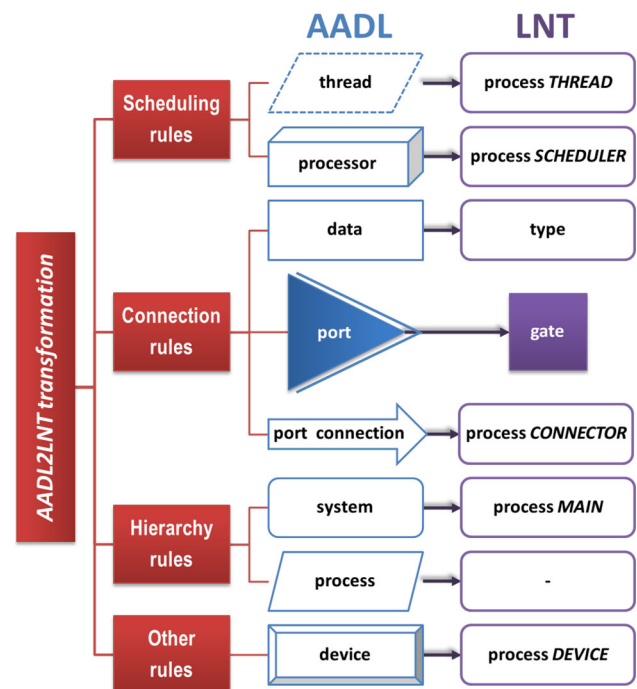 AADL LNT
AADL2LNT transformation
Scheduling
rules
thread
process THREAD
processor
process SCHEDULER
Connection
rules
data
type
port
gate
port connection
process CONNECTOR
Hierarchy
rules
system
process MAIN
process
-
Other
rules
device
process DEVICE